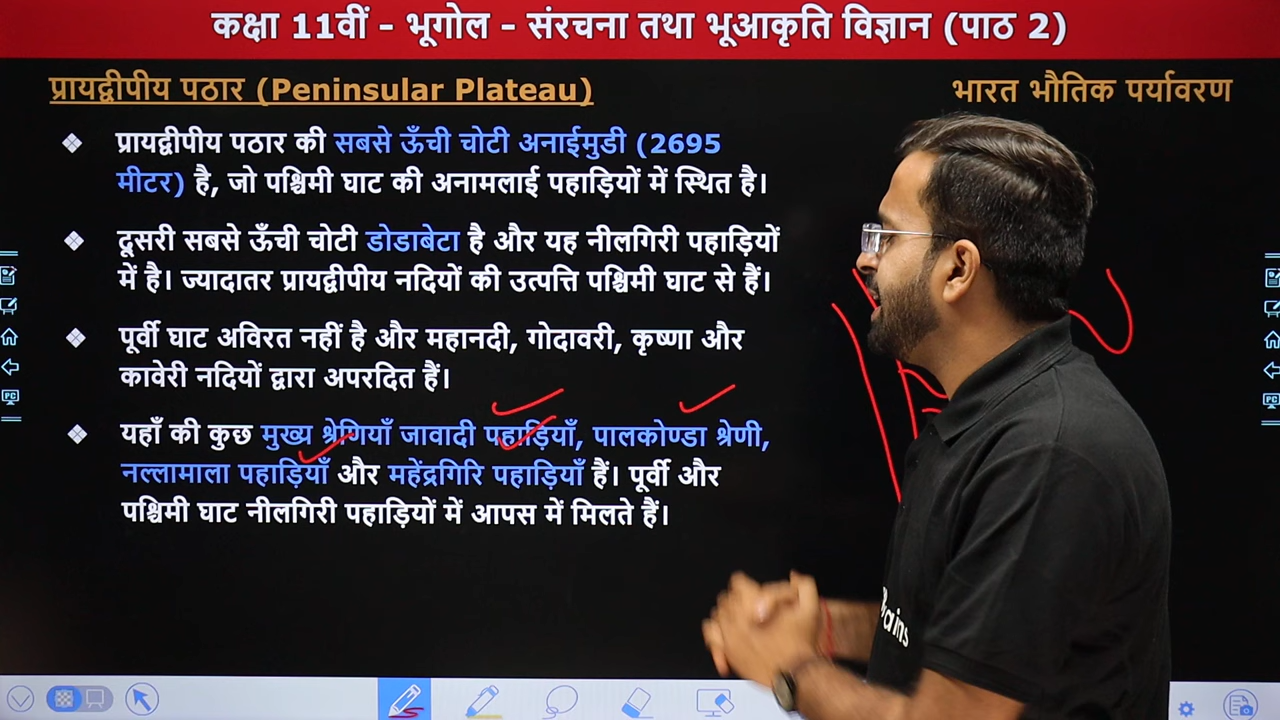 कक्षा 11वीं - भूगोल - संरचना तथा भूआकृति विज्ञान (पाठ 2)
प्रायद्वीपीय पठार (Peninsular Plateau)
भारत भौतिक पर्यावरण
❖ प्रायद्वीपीय पठार की सबसे ऊँची चोटी अनाईमुडी (2695
मीटर) है, जो पश्चिमी घाट की अनामलाई पहाड़ियों में स्थित है।
❖ दूसरी सबसे ऊँची चोटी डोडाबेटा है और यह नीलगिरी पहाड़ियों
में है। ज्यादातर प्रायद्वीपीय नदियों की उत्पत्ति पश्चिमी घाट से हैं।
❖ पूर्वी घाट अविरत नहीं है और महानदी, गोदावरी, कृष्णा और
कावेरी नदियों द्वारा अपरदित हैं।
❖ यहाँ की कुछ मुख्य श्रेणियाँ जावादी पहाड़ियाँ, पालकोण्डा श्रेणी,
नल्लामाला पहाड़ियाँ और महेंद्रगिरि पहाड़ियाँ हैं। पूर्वी और
पश्चिमी घाट नीलगिरी पहाड़ियों में आपस में मिलते हैं।
PC